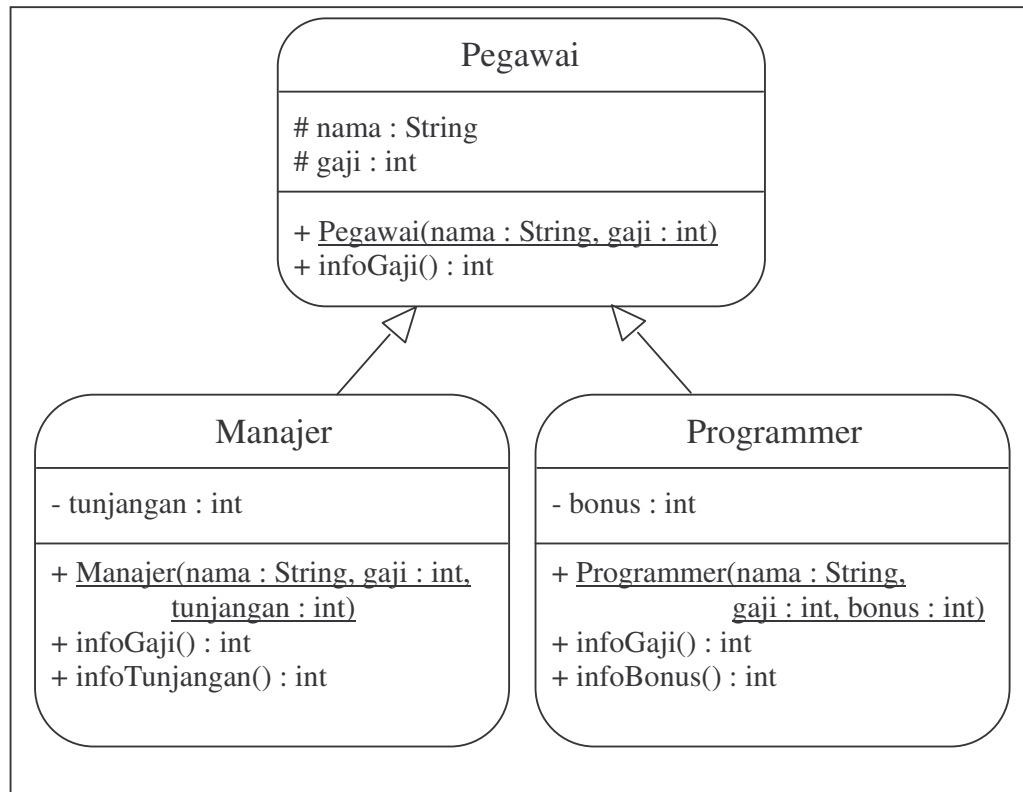 Pegawai
# nama : String
# gaji : int
+ Pegawai(nama : String, gaji : int)
+ infoGaji() : int
Manajer
- tunjangan : int
+ Manajer(nama : String, gaji : int,
tunjangan : int)
+ infoGaji() : int
+ infoTunjangan() : int
Programmer
- bonus : int
+ Programmer(nama : String,
gaji : int, bonus : int)
+ infoGaji() : int
+ infoBonus() : int